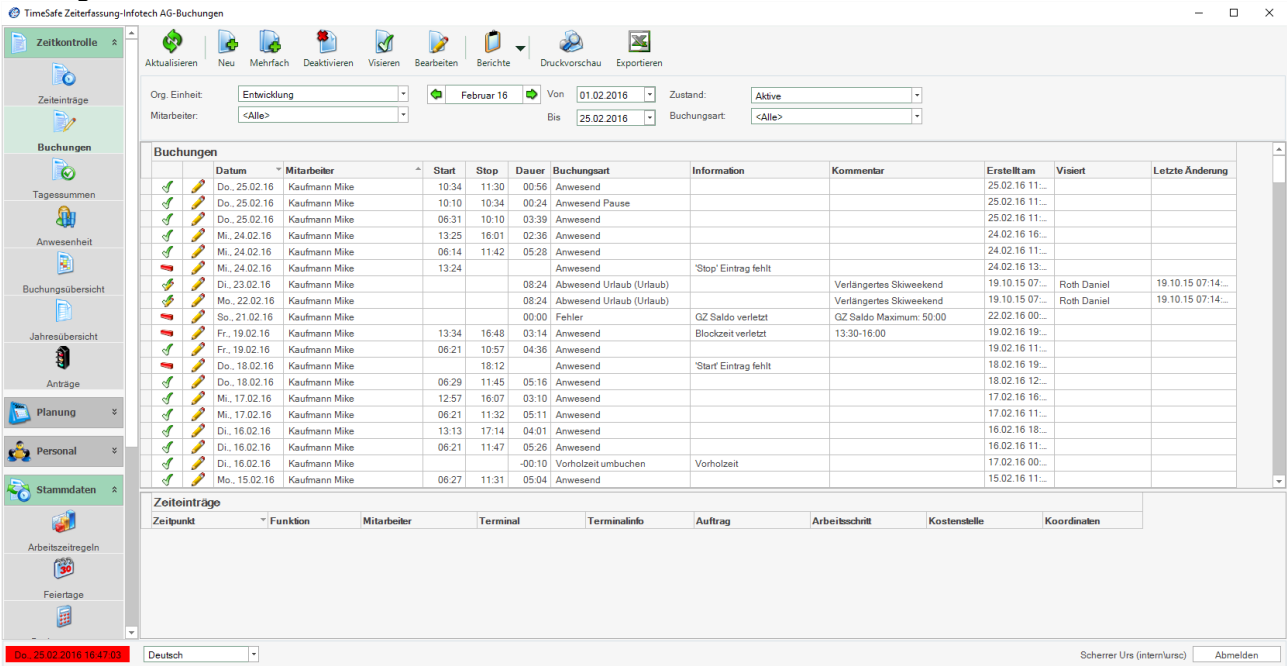 TimeSafe Zeiterfassung-Infotech AG-Buchungen
Zeitkontrolle
Zeiteinträge
Buchungen
Tagessummen
Anwesenheit
Buchungsübersicht
Jahresübersicht
Anträge
Planung
Personal
Stammdaten
Arbeitszeitregeln
30
Feiertage
Aktualisieren Neu Mehrfach Deaktivieren Visieren Bearbeiten Berichte Druckvorschau Exportieren
Org. Einheit: Entwicklung Februar 16 Von 01.02.2016 Zustand: Aktive
Mitarbeiter: <Alle> Bis 25.02.2016 Buchungsart: <Alle>
Buchungen
Datum Mitarbeiter Start Stop Dauer Buchungsart Information Kommentar Erstellt am Visiert Letzte Änderung
Do., 25.02.16 Kaufmann Mike 10:34 11:30 00:56 Anwesend 25.02.16 11:...
Do., 25.02.16 Kaufmann Mike 10:10 10:34 00:24 Anwesend Pause 25.02.16 11:...
Do., 25.02.16 Kaufmann Mike 06:31 10:10 03:39 Anwesend 25.02.16 11:...
Mi., 24.02.16 Kaufmann Mike 13:25 16:01 02:36 Anwesend 24.02.16 16:...
Mi., 24.02.16 Kaufmann Mike 06:14 11:42 05:28 Anwesend 24.02.16 11:...
Mi., 24.02.16 Kaufmann Mike 13:24 Anwesend 'Stop' Eintrag fehlt 24.02.16 13:...
Di., 23.02.16 Kaufmann Mike 08:24 Abwesend Urlaub (Urlaub) Verlängertes Skiweekend 19.10.15 07:... Roth Daniel 19.10.15 07:14:...
Mo., 22.02.16 Kaufmann Mike 08:24 Abwesend Urlaub (Urlaub) Verlängertes Skiweekend 19.10.15 07:... Roth Daniel 19.10.15 07:14:...
So., 21.02.16 Kaufmann Mike 00:00 Fehler GZ Saldo verletzt GZ Saldo Maximum: 50:00 22.02.16 00:...
Fr., 19.02.16 Kaufmann Mike 13:34 16:48 03:14 Anwesend Blockzeit verletzt 13:30-16:00 19.02.16 19:...
Fr., 19.02.16 Kaufmann Mike 06:21 10:57 04:36 Anwesend 19.02.16 11:...
Do., 18.02.16 Kaufmann Mike 18:12 Anwesend 'Start' Eintrag fehlt 18.02.16 19:...
Do., 18.02.16 Kaufmann Mike 06:29 11:45 05:16 Anwesend 18.02.16 12:...
Mi., 17.02.16 Kaufmann Mike 12:57 16:07 03:10 Anwesend 17.02.16 16:...
Mi., 17.02.16 Kaufmann Mike 06:21 11:32 05:11 Anwesend 17.02.16 11:...
Di., 16.02.16 Kaufmann Mike 13:13 17:14 04:01 Anwesend 16.02.16 18:...
Di., 16.02.16 Kaufmann Mike 06:21 11:47 05:26 Anwesend 16.02.16 11:...
Di., 16.02.16 Kaufmann Mike -00:10 Vorholzeit umbuchen Vorholzeit 17.02.16 00:...
Mo., 15.02.16 Kaufmann Mike 06:27 11:31 05:04 Anwesend 15.02.16 11:...
Zeiteinträge
Zeitpunkt Funktion Mitarbeiter Terminal Terminalinfo Auftrag Arbeitsschritt Kostenstelle Koordinaten
Do., 25.02.2016 16:47:03 Deutsch Scherrer Urs (intern\ursc) Abmelden